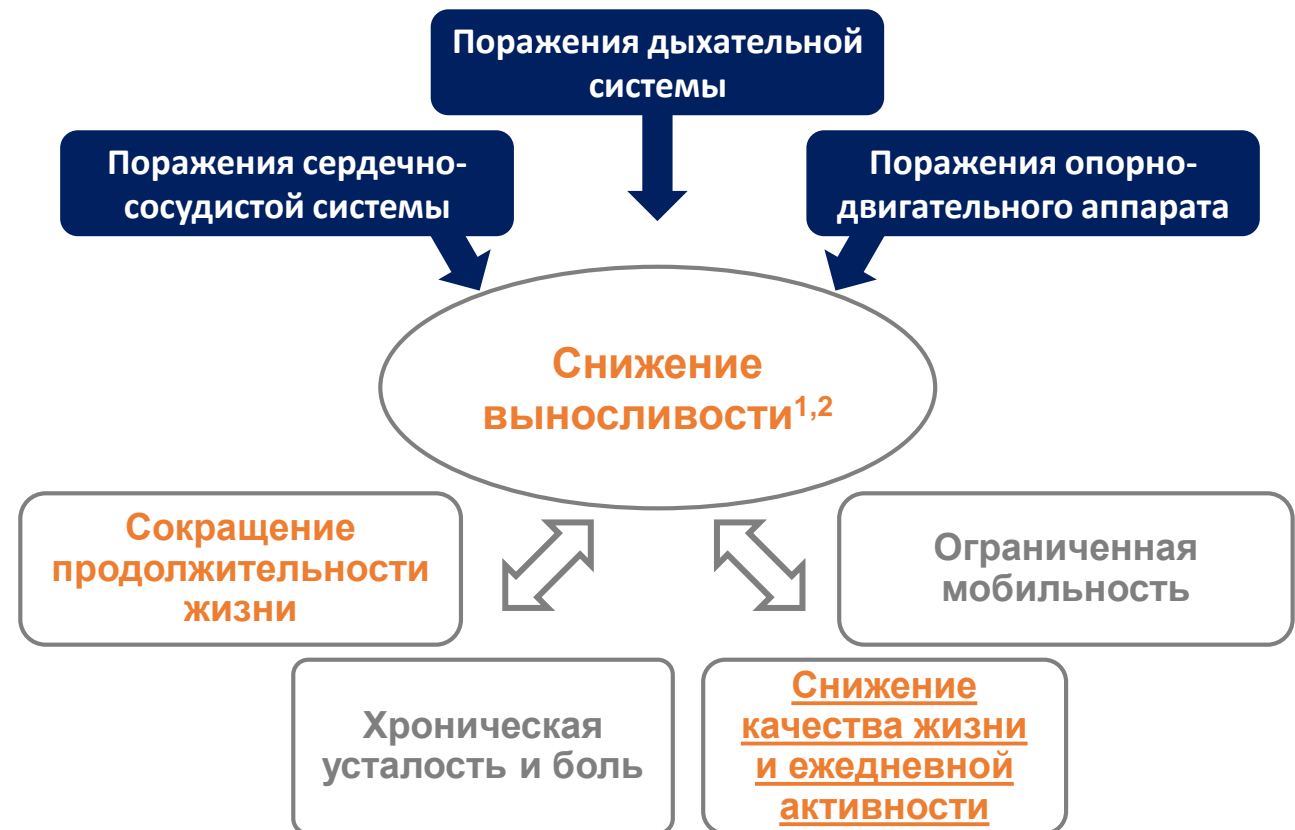 Поражения дыхательной
системы
Поражения сердечно-
сосудистой системы
Поражения опорно-
двигательного аппарата
Снижение
выносливости1,2
Сокращение
продолжительности
жизни
Ограниченная
мобильность
Хроническая
усталость и боль
Снижение
качества жизни
и ежедневной
активности